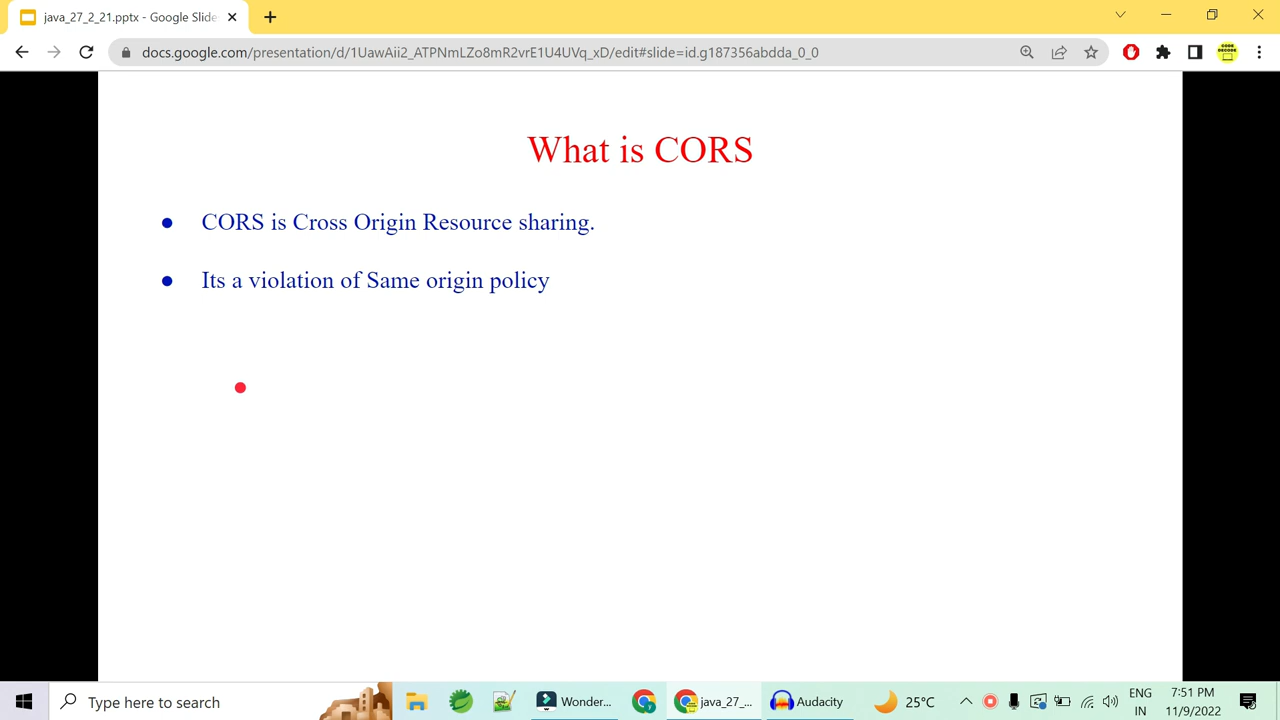 java_27_2_21.pptx - Google Slide
docs.google.com/presentation/d/1UawAii2_ATPNmLZo8mR2vrE1U4UVq_xD/edit#slide=id.g187356abdda_0_0
CODE
DECODE
What is CORS
CORS is Cross Origin Resource sharing.
Its a violation of Same origin policy
Type here to search
Wonder...
java_27_...
Audacity
25°C
ENG
IN
7:51 PM
11/9/2022